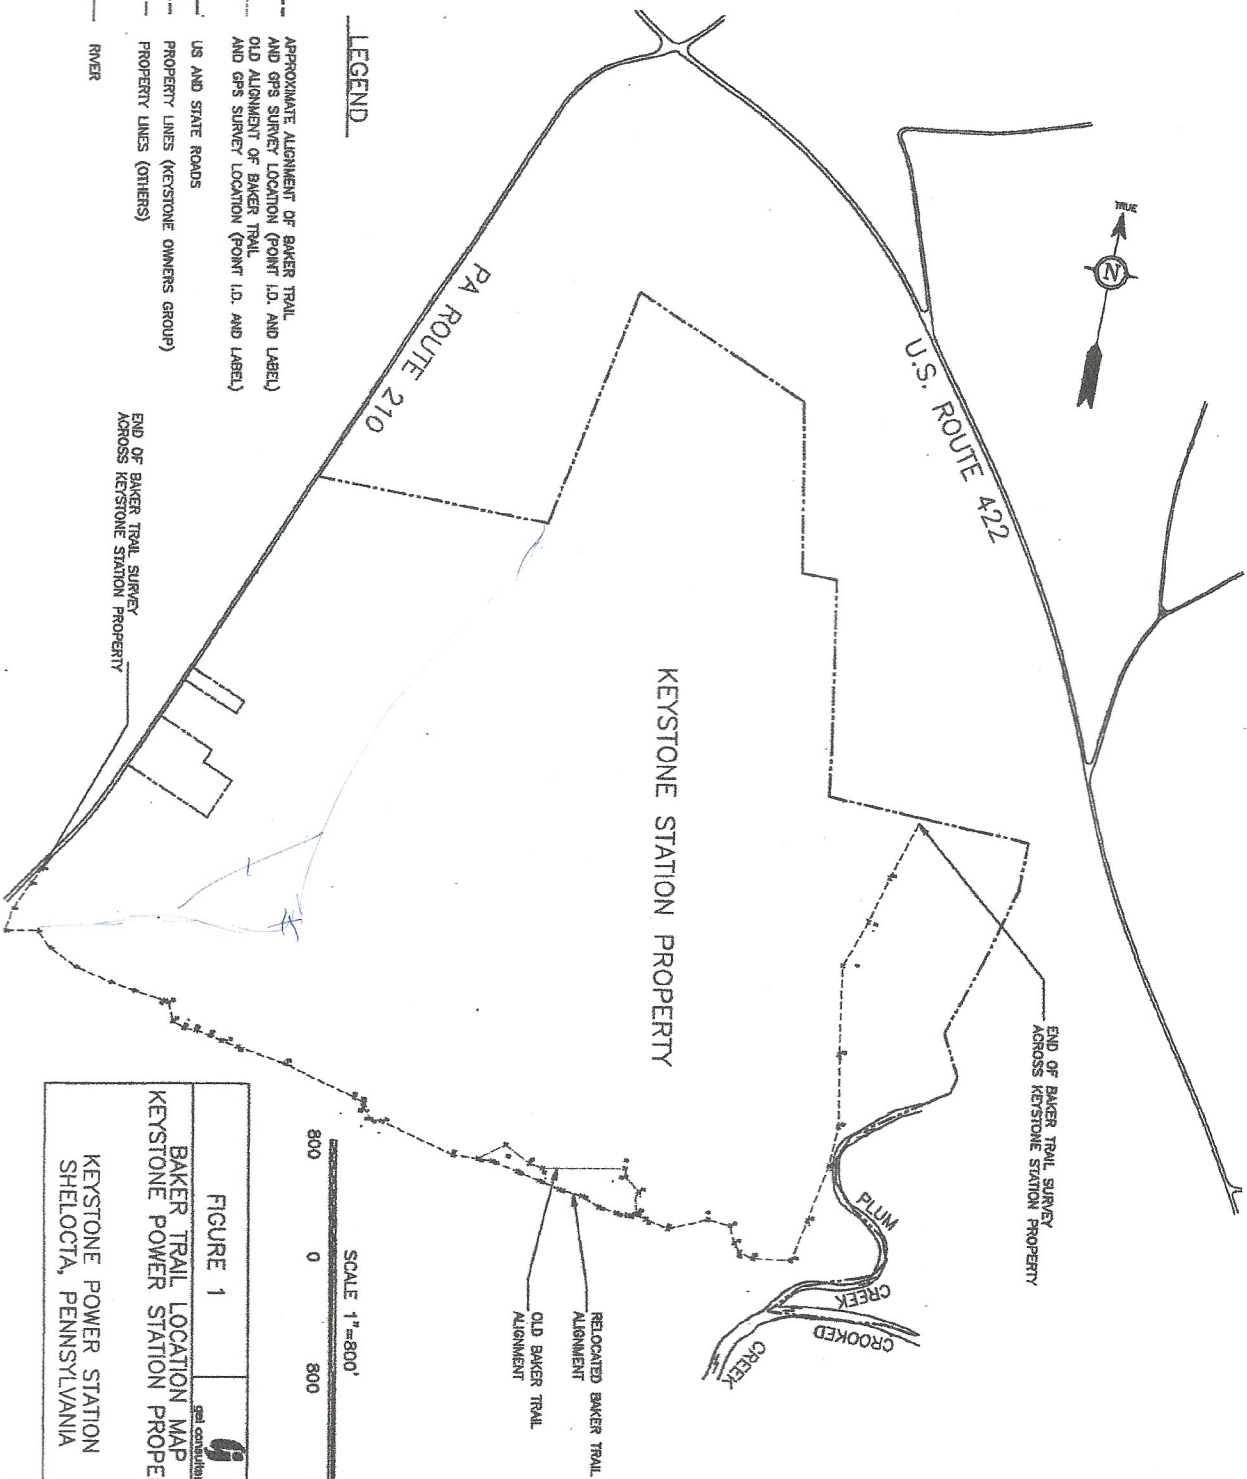 LEGEND
APPROXIMATE ALIGNMENT OF BAKER TRAIL
AND GPS SURVEY LOCATION (POINT I.D. AND LABEL)
OLD ALIGNMENT OF BAKER TRAIL
AND GPS SURVEY LOCATION (POINT I.D. AND LABEL)
US AND STATE ROADS
PROPERTY LINES (KEYSTONE OWNERS GROUP)
PROPERTY LINES (OTHERS)
RIVER
TRUE
N
U.S. ROUTE 422
PA ROUTE 210
KEYSTONE STATION PROPERTY
END OF BAKER TRAIL SURVEY
ACROSS KEYSTONE STATION PROPERTY
END OF BAKER TRAIL SURVEY
ACROSS KEYSTONE STATION PROPERTY
PLUM
CREEK
CROOKED
CREEK
RELOCATED BAKER TRAIL
ALIGNMENT
OLD BAKER TRAIL
ALIGNMENT
SCALE 1"=800'
800 0 800
FIGURE 1
gai consultan
BAKER TRAIL LOCATION MAP
KEYSTONE POWER STATION PROPE
KEYSTONE POWER STATION
SHELOCTA, PENNSYLVANIA